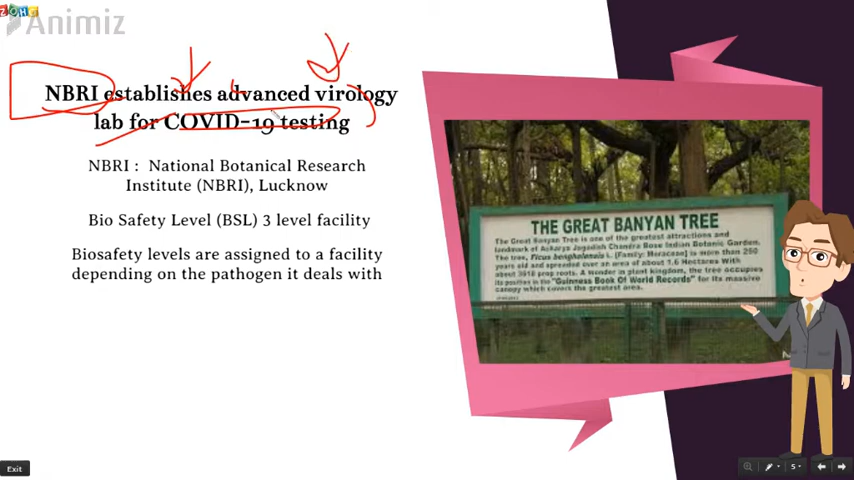 ZOHO
Animiz
NBRI establishes advanced virology
lab for COVID-19 testing
NBRI : National Botanical Research
Institute (NBRI), Lucknow
Bio Safety Level (BSL) 3 level facility
Biosafety levels are assigned to a facility
depending on the pathogen it deals with
THE GREAT BANYAN TREE
The Great Banyan Tree is one of the greatest attractions and
landmark of Acharya Jagadish Chandra Bose Indian Botanic Garden.
The tree, Ficus benghalensis L. (Family: Moraceae) is more than 250
years old and spreaded over an area of about 1.6 Hectares With
about 3618 prop roots. A wonder in plant kingdom, the tree occupies
its position in the "Guinness Book Of World Records" for its massive
canopy which covers the greatest area.
Exit
5